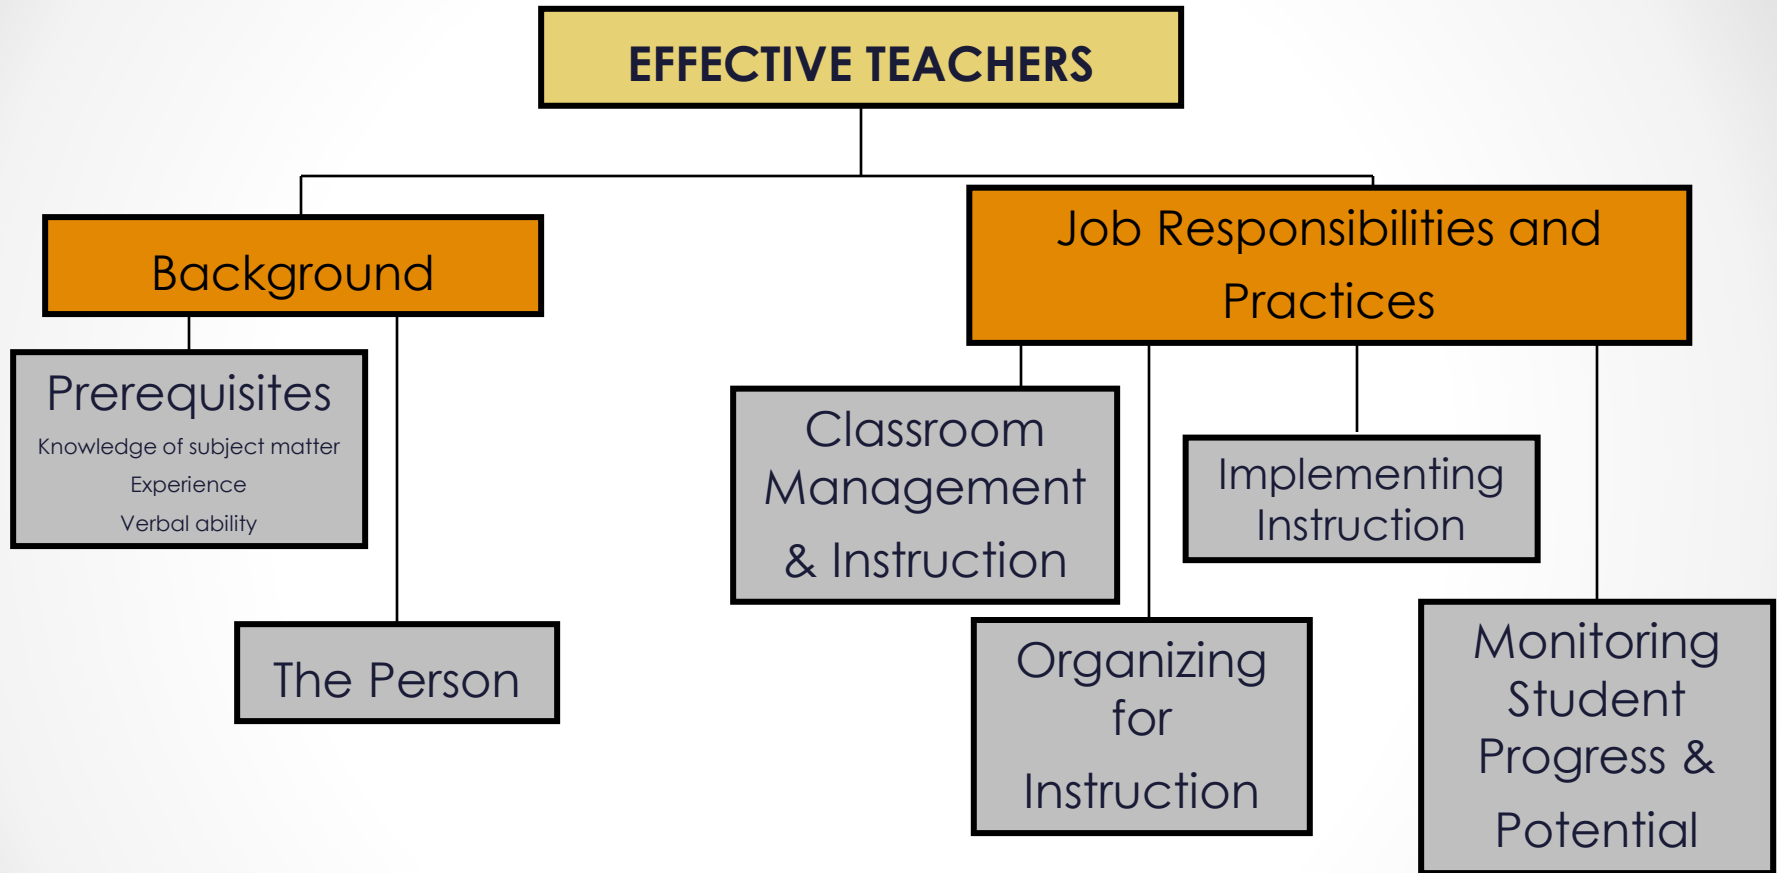 EFFECTIVE TEACHERS
Background
Job Responsibilities and
Practices
Prerequisites
Knowledge of subject matter
Experience
Verbal ability
The Person
Classroom
Management
& Instruction
Organizing
for
Instruction
Implementing
Instruction
Monitoring
Student
Progress &
Potential